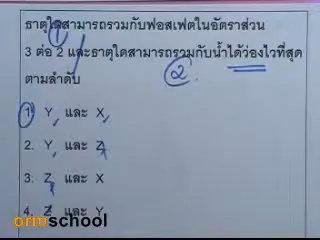 ธาตุใดสามารถรวมกับฟอสเฟตในอัตราส่วน
3 ต่อ 2 และธาตุใดสามารถรวมกับน้ำได้ว่องไวที่สุด
ตามลำดับ
1. Y และ X
2. Y และ Z
3. Z และ X
4. Z และ Y
ornschool